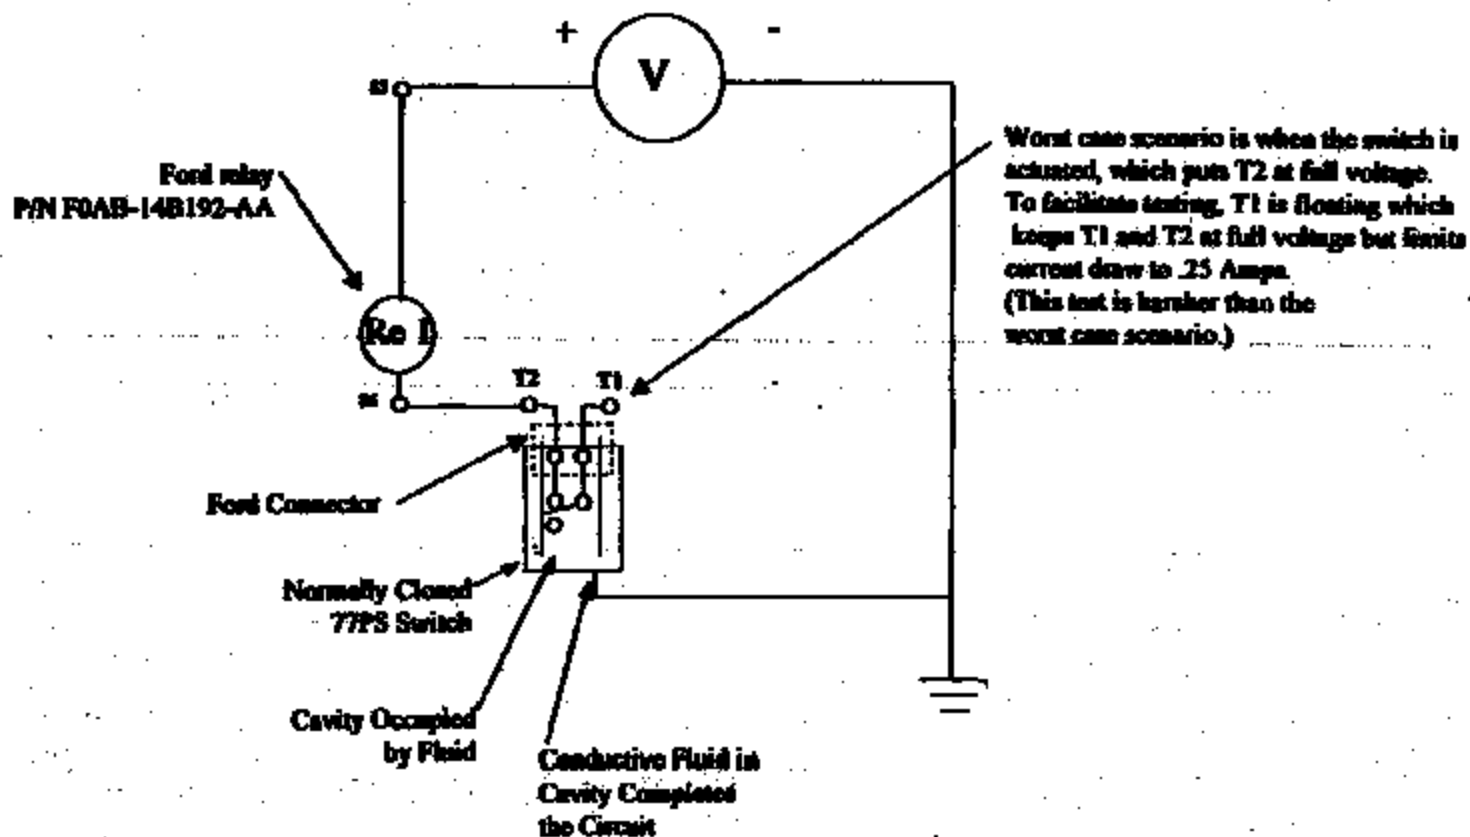 + -
V
85
Ford relay
P/N F0AB-14B192-AA
Worst case scenario is when the switch is
actuated, which puts T2 at full voltage.
To facilitate testing, T1 is floating which
keeps T1 and T2 at full voltage but limits
current draw to .25 Amps.
(This test is harsher than the
worst case scenario.)
Re 1
T2 T1
Ford Connector
Normally Closed
77PS Switch
Cavity Occupied
by Fluid
Conductive Fluid in
Cavity Completes
the Circuit